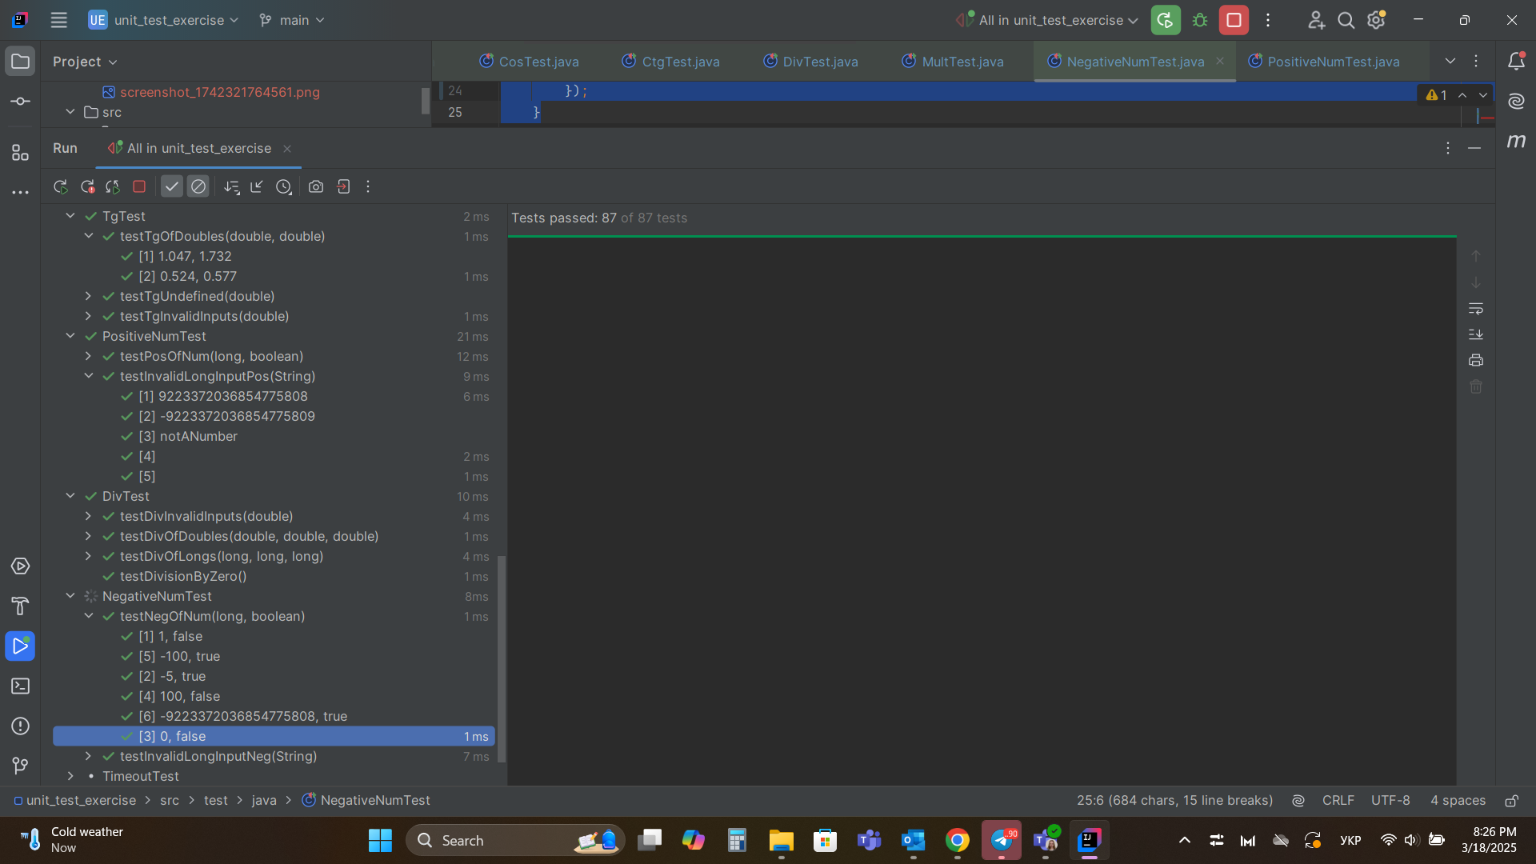 UE unit_test_exercise main All in unit_test_exercise
Project CosTest.java CtgTest.java DivTest.java MultTest.java NegativeNumTest.java PositiveNumTest.java
screenshot_1742321764561.png 24 }); 1
src 25 }
Run All in unit_test_exercise
TgTest 2 ms Tests passed: 87 of 87 tests
testTgOfDoubles(double, double) 1 ms
[1] 1.047, 1.732
[2] 0.524, 0.577 1 ms
testTgUndefined(double)
testTgInvalidInputs(double) 1 ms
PositiveNumTest 21 ms
testPosOfNum(long, boolean) 12 ms
testInvalidLongInputPos(String) 9 ms
[1] 9223372036854775808 6 ms
[2] -9223372036854775809
[3] notANumber
[4] 2 ms
[5] 1 ms
DivTest 10 ms
testDivInvalidInputs(double) 4 ms
testDivOfDoubles(double, double, double) 1 ms
testDivOfLongs(long, long, long) 4 ms
testDivisionByZero() 1 ms
NegativeNumTest 8ms
testNegOfNum(long, boolean) 1 ms
[1] 1, false
[5] -100, true
[2] -5, true
[4] 100, false
[6] -9223372036854775808, true
[3] 0, false 1 ms
testInvalidLongInputNeg(String) 7 ms
TimeoutTest
unit_test_exercise > src > test > java > NegativeNumTest 25:6 (684 chars, 15 line breaks) CRLF UTF-8 4 spaces
Cold weather
Now
Search
90
УКР
8:26 PM
3/18/2025